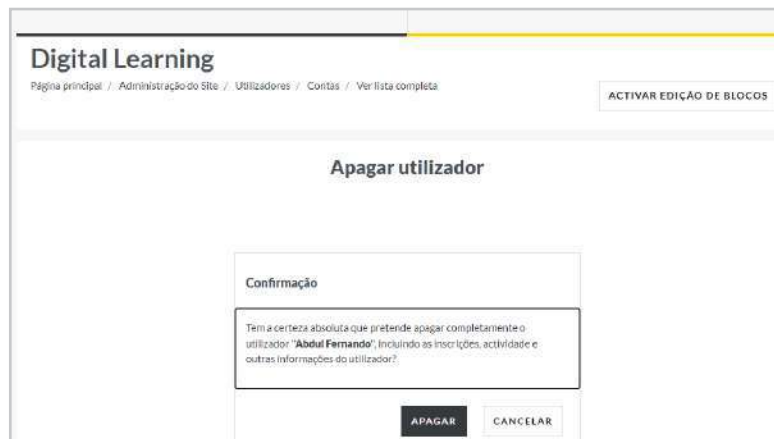 Digital Learning
Página principal / Administração do Site / Utilizadores / Contas / Ver lista completa
ACTIVAR EDIÇÃO DE BLOCOS
Apagar utilizador
Confirmação
Tem a certeza absoluta que pretende apagar completamente o
utilizador "Abdul Fernando", incluindo as inscrições, actividade e
outras informações do utilizador?
APAGAR CANCELAR